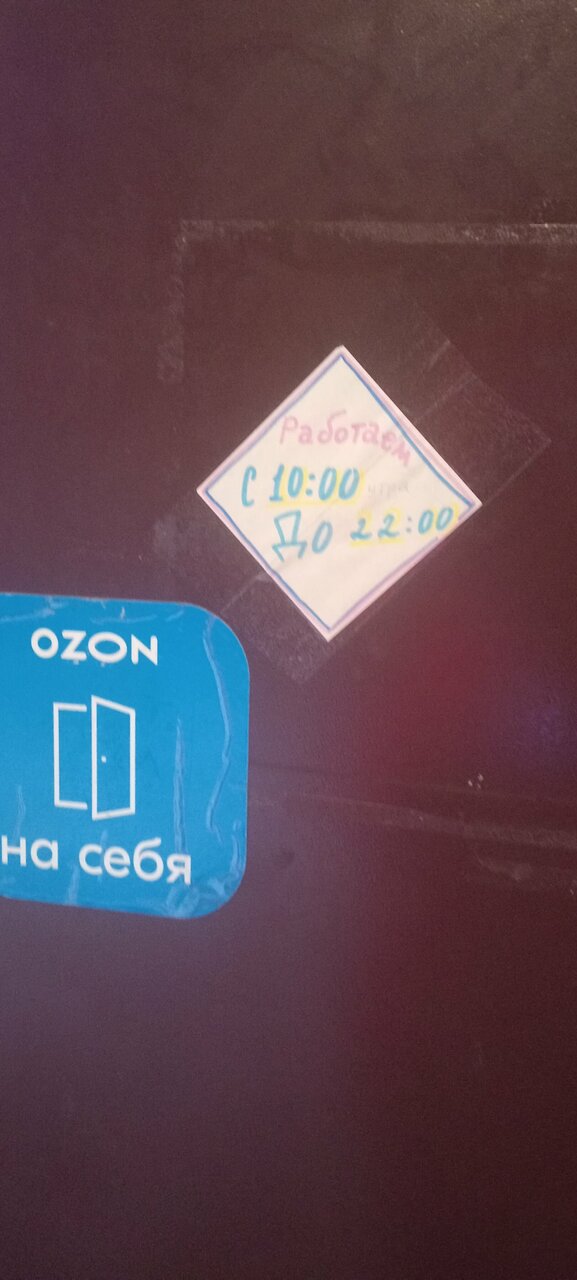 Работаем
С 10:00 утра
До 22:00
OZON
на себя